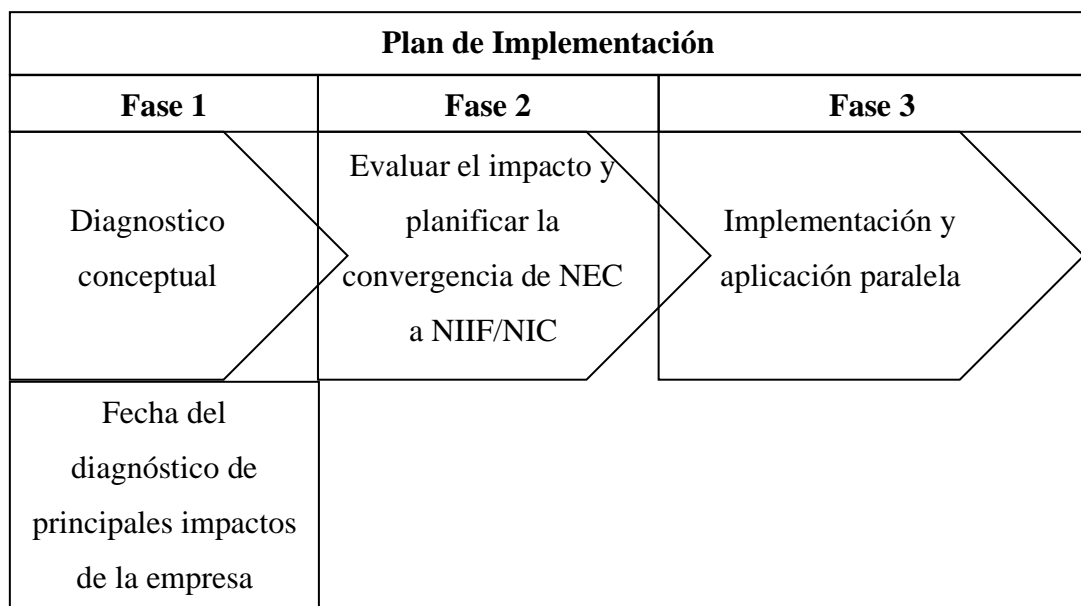 Plan de Implementación
Fase 1
Fase 2
Fase 3
Diagnostico
conceptual
Evaluar el impacto y
planificar la
convergencia de NEC
a NIIF/NIC
Implementación y
aplicación paralela
Fecha del
diagnóstico de
principales impactos
de la empresa